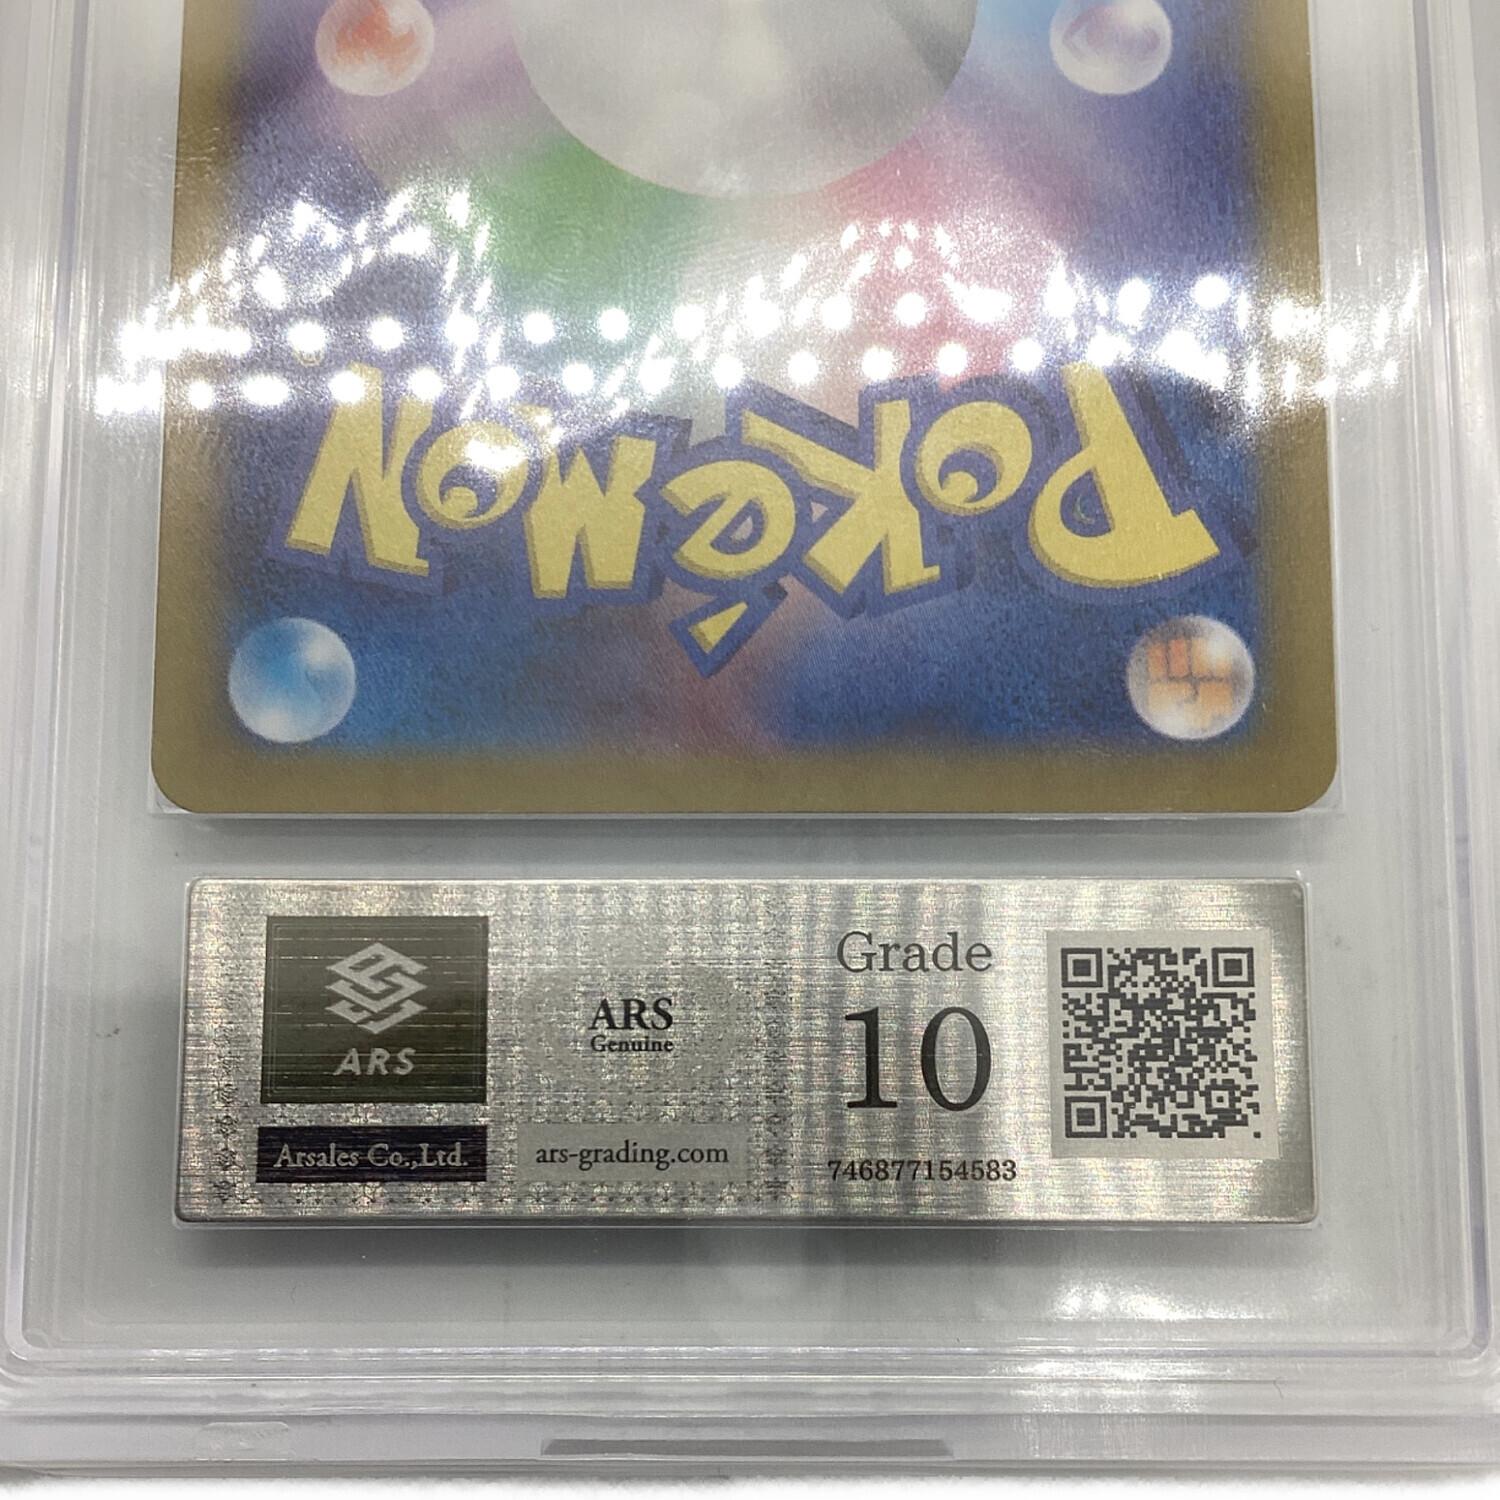 POKéMON
ARS
Arsales Co.,Ltd.
ARS
Genuine
ars-grading.com
Grade
10
746877154583